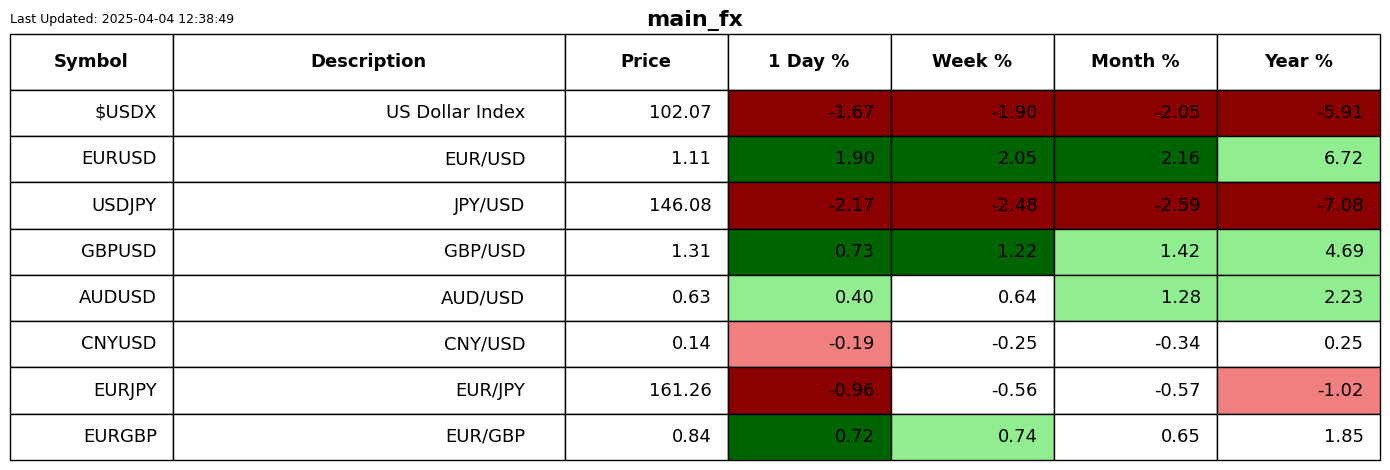 Last Updated: 2025-04-04 12:38:49
main_fx
Symbol Description Price 1 Day % Week % Month % Year %
$USDX US Dollar Index 102.07 -1.67 -1.90 -2.05 -5.91
EURUSD EUR/USD 1.11 1.90 2.05 2.16 6.72
USDJPY JPY/USD 146.08 -2.17 -2.48 -2.59 -7.08
GBPUSD GBP/USD 1.31 0.73 1.22 1.42 4.69
AUDUSD AUD/USD 0.63 0.40 0.64 1.28 2.23
CNYUSD CNY/USD 0.14 -0.19 -0.25 -0.34 0.25
EURJPY EUR/JPY 161.26 -0.96 -0.56 -0.57 -1.02
EURGBP EUR/GBP 0.84 0.72 0.74 0.65 1.85